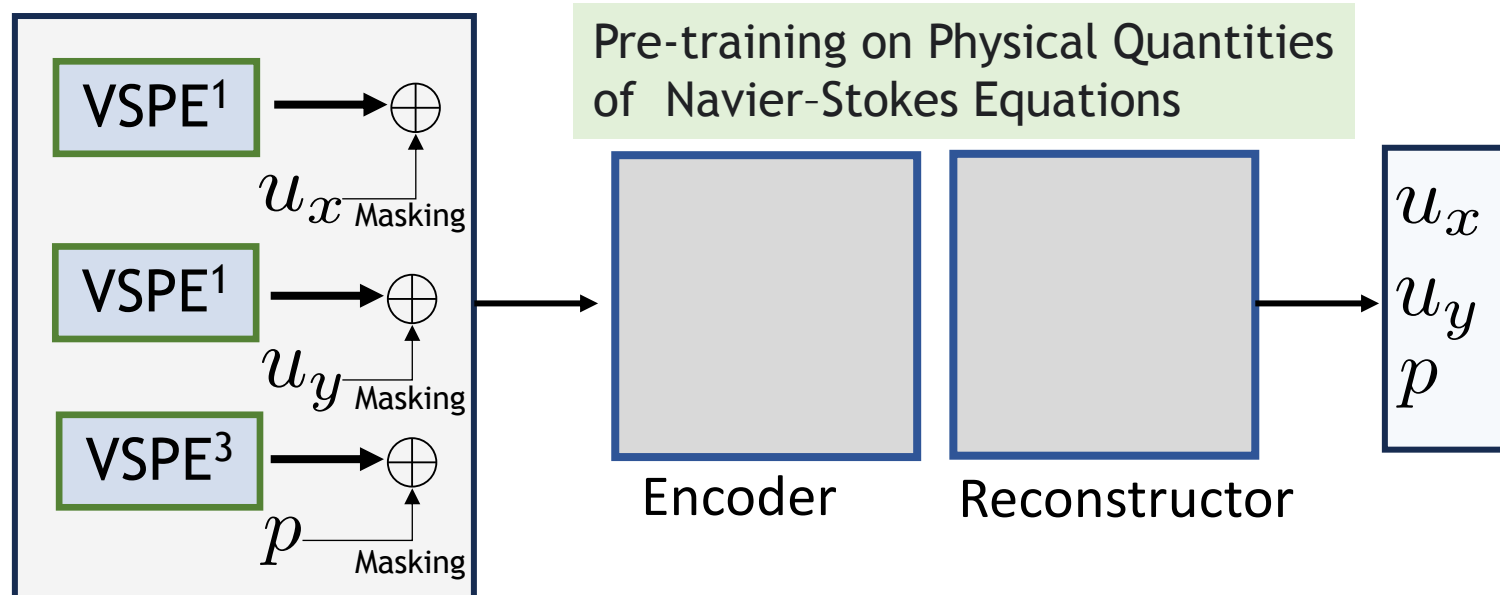 Pre-training on Physical Quantities
of Navier–Stokes Equations
VSPE¹
u_x
Masking
VSPE¹
u_y
Masking
VSPE³
p
Masking
Encoder
Reconstructor
u_x
u_y
p